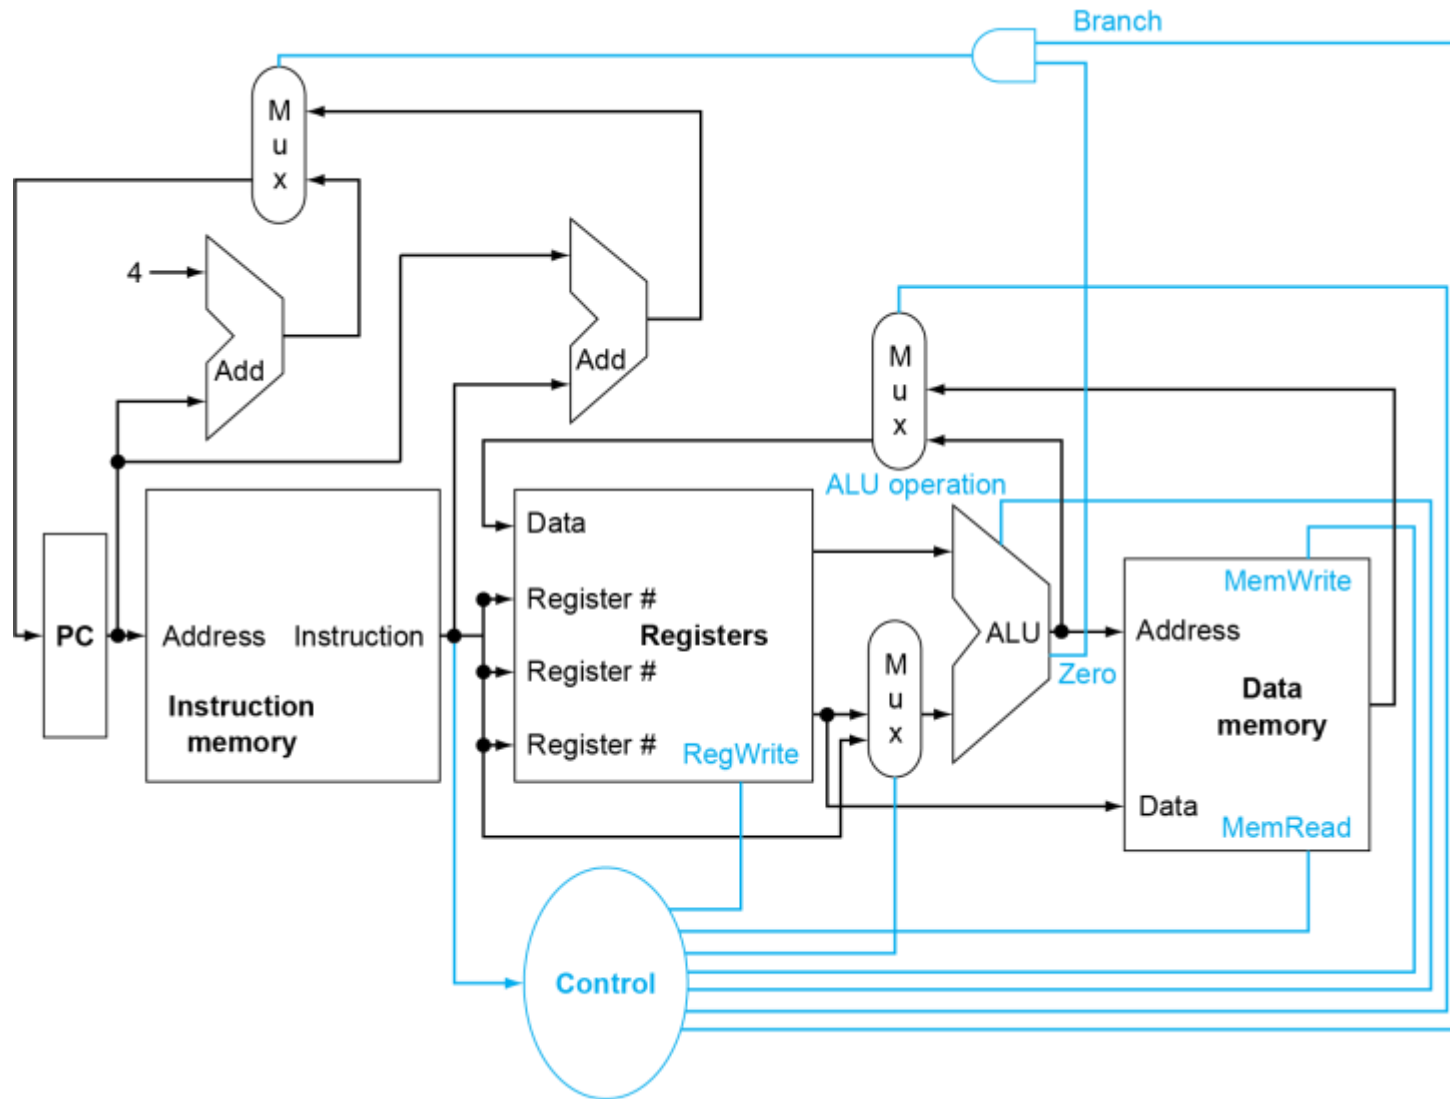 Branch
M
u
x
4
Add
Add
M
u
x
ALU operation
Data
MemWrite
Register #
PC
Address
Instruction
Registers
ALU
Address
M
u
x
Zero
Register #
Instruction
memory
Data
memory
Register #
RegWrite
Data
MemRead
Control